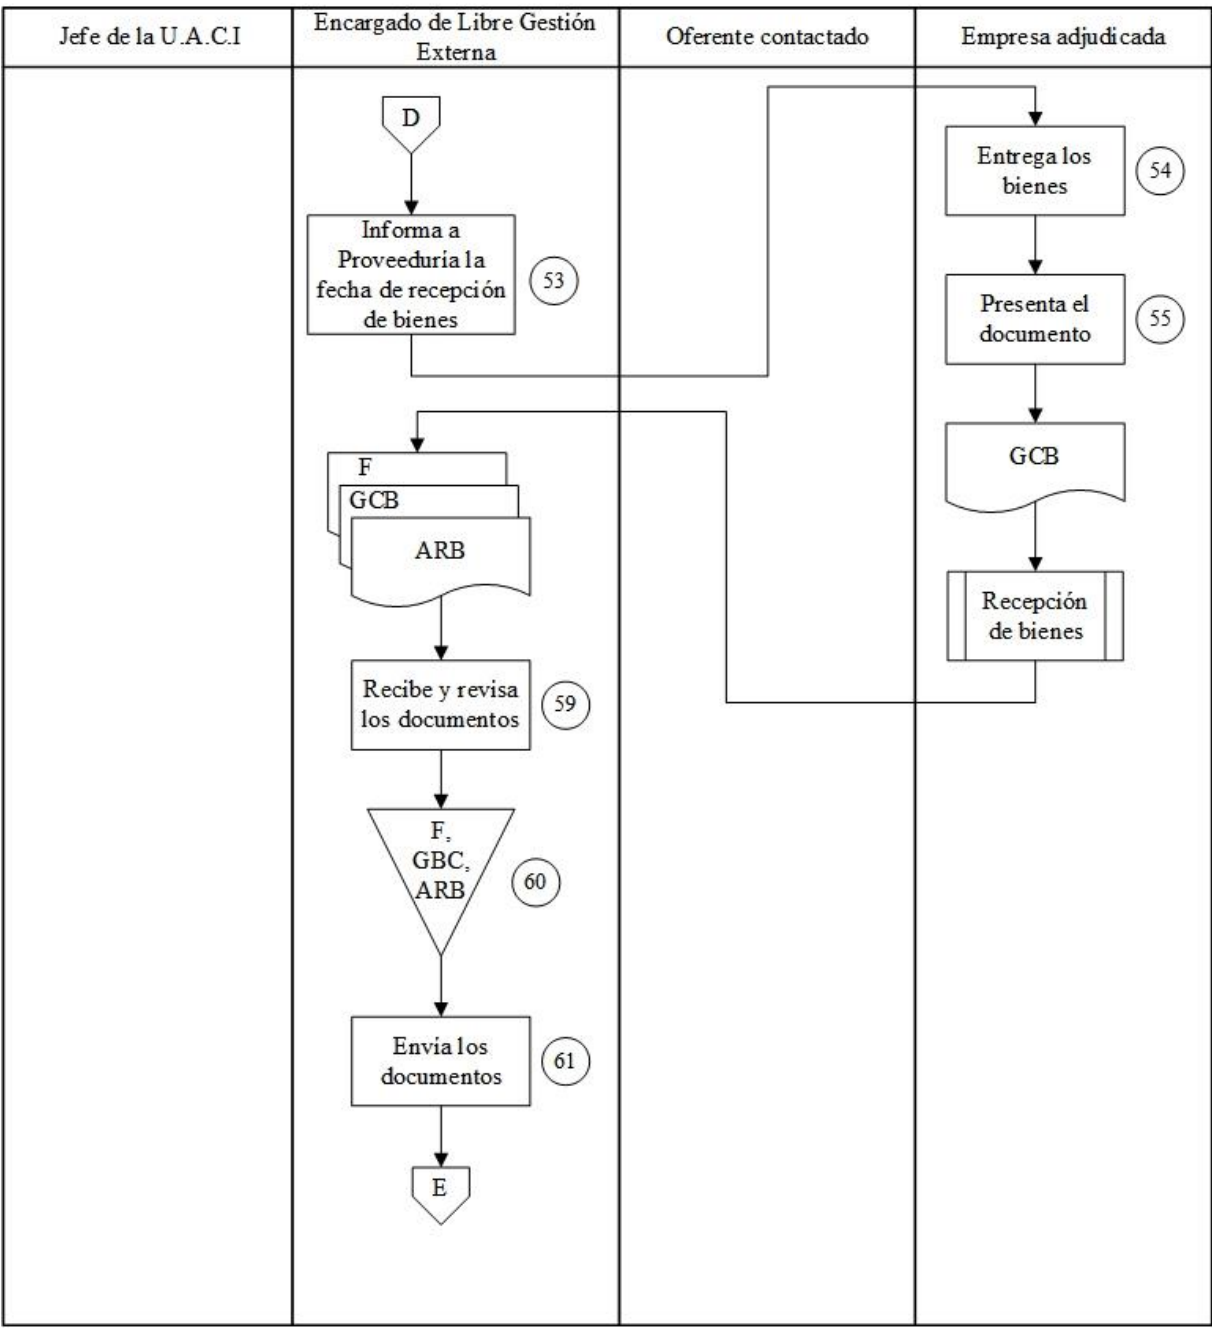 Jefe de la U.A.C.I
Encargado de Libre Gestión
Externa
Oferente contactado
Empresa adjudicada
D
Informa a
Proveeduría la
fecha de recepción
de bienes
53
Entrega los
bienes
54
Presenta el
documento
55
GCB
Recepción
de bienes
F
GCB
ARB
Recibe y revisa
los documentos
59
F,
GBC,
ARB
60
Envía los
documentos
61
E